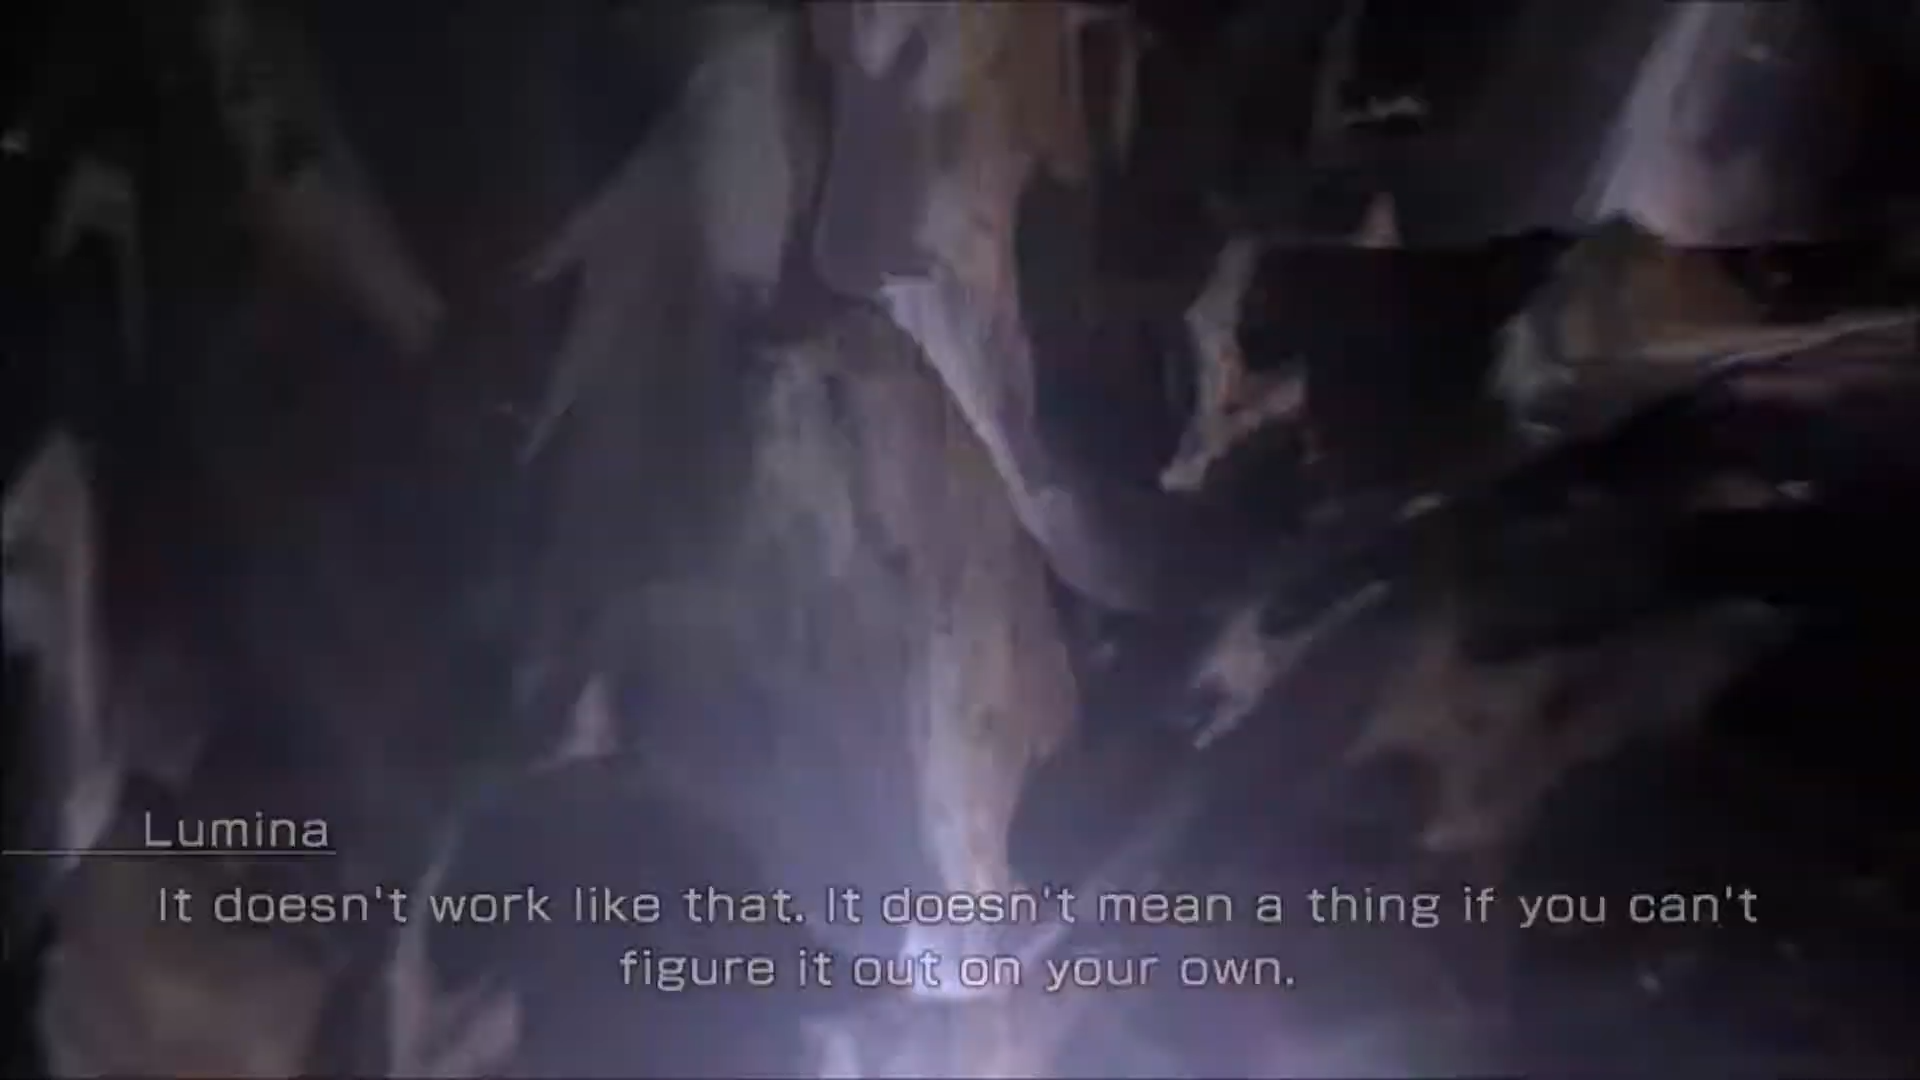 Lumina
It doesn't work like that. It doesn't mean a thing if you can't
figure it out on your own.